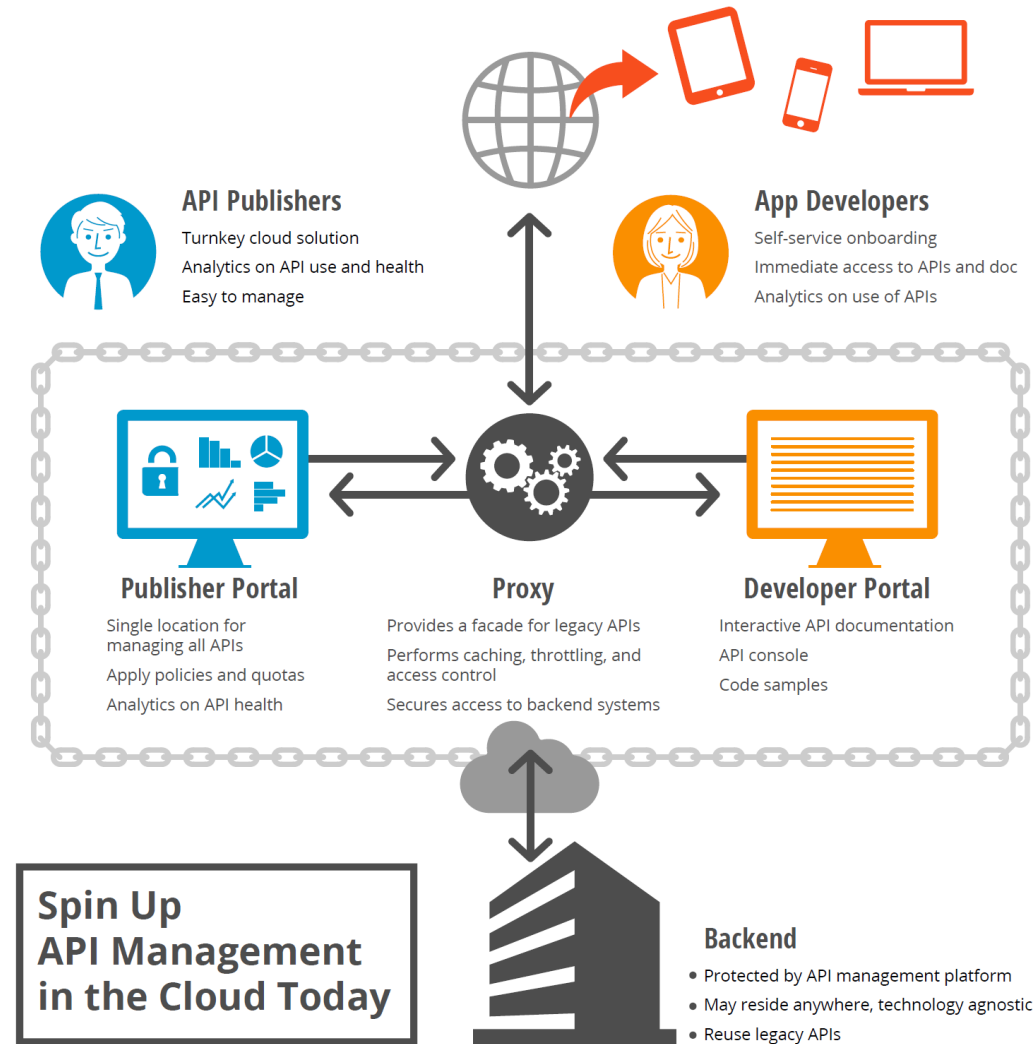 API Publishers
Turnkey cloud solution
Analytics on API use and health
Easy to manage
App Developers
Self-service onboarding
Immediate access to APIs and doc
Analytics on use of APIs
Publisher Portal
Single location for
managing all APIs
Apply policies and quotas
Analytics on API health
Proxy
Provides a facade for legacy APIs
Performs caching, throttling, and
access control
Secures access to backend systems
Developer Portal
Interactive API documentation
API console
Code samples
Spin Up
API Management
in the Cloud Today
Backend
• Protected by API management platform
• May reside anywhere, technology agnostic
• Reuse legacy APIs